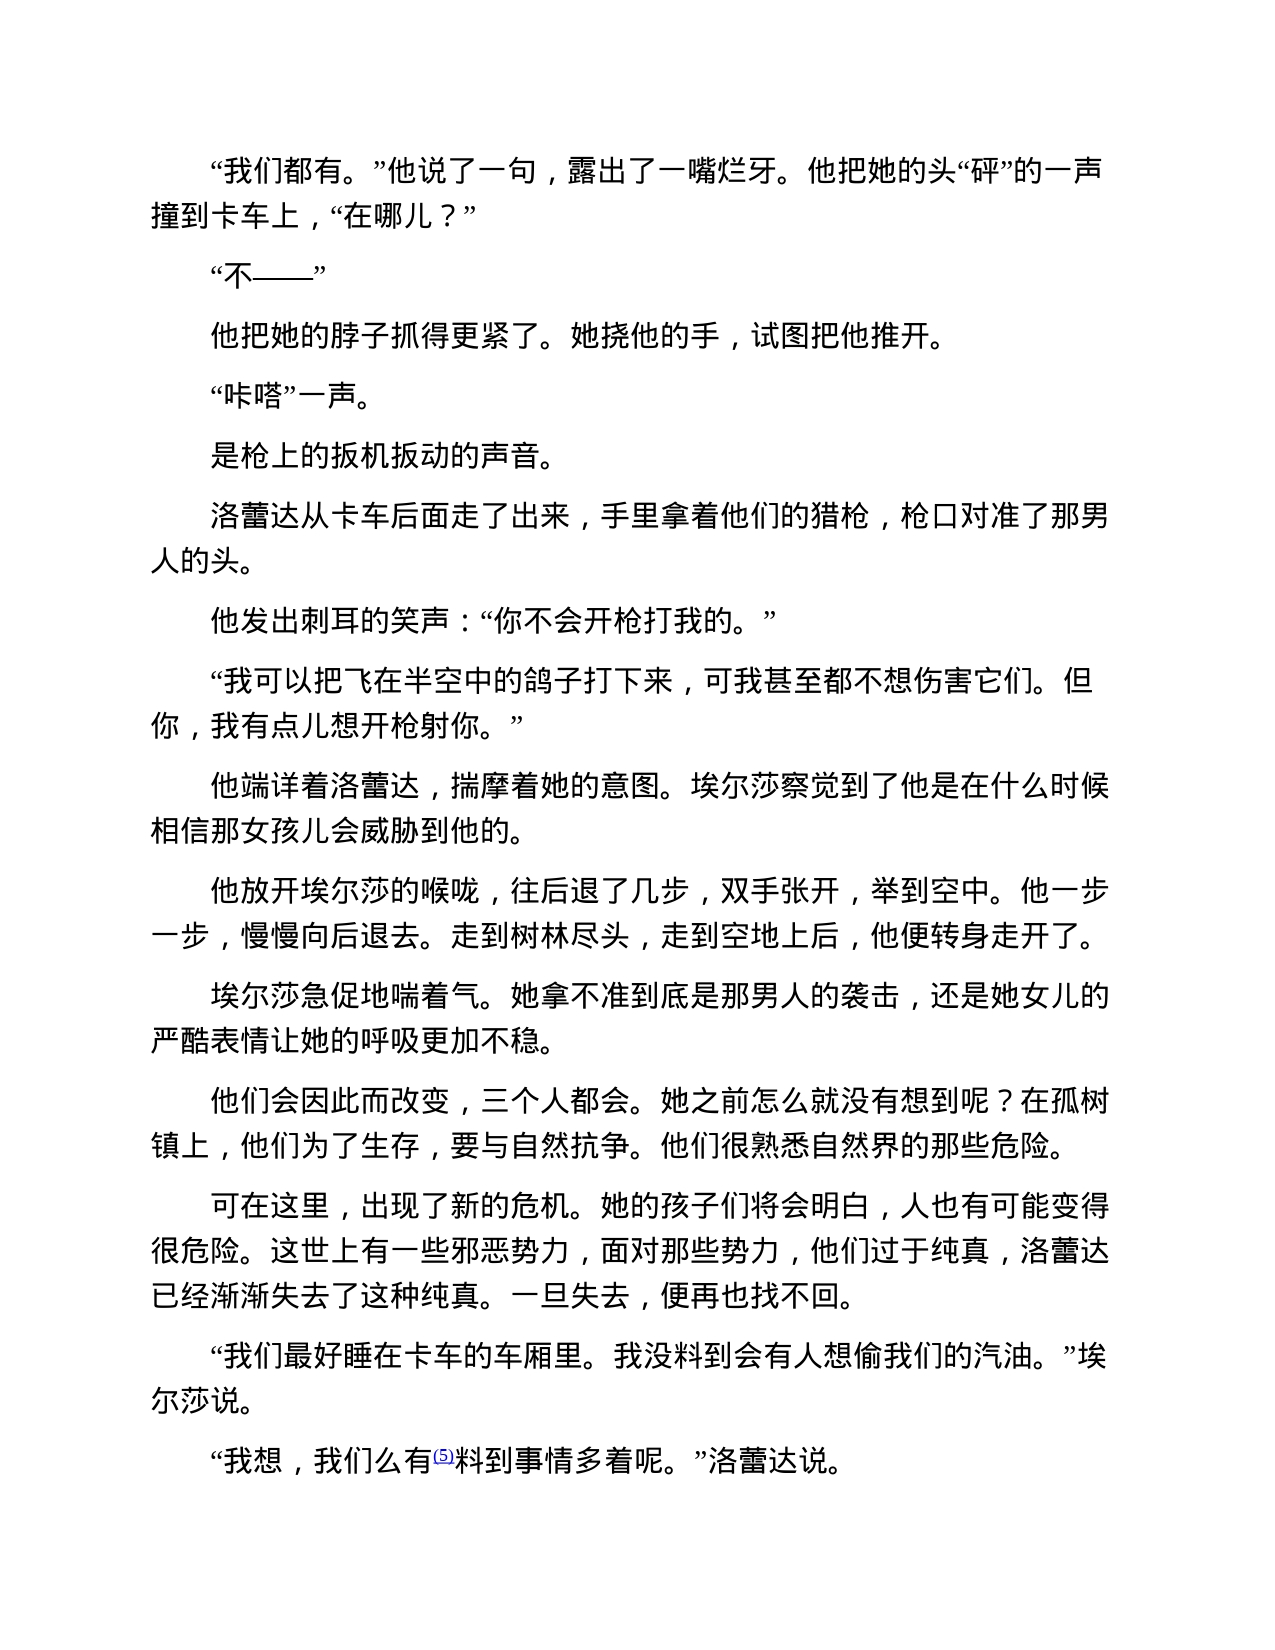 “我们都有。”他说了一句，露出了一嘴烂牙。他把她的头“砰”的一声
撞到卡车上，“在哪儿？”
“不——”
他把她的脖子抓得更紧了。她挠他的手，试图把他推开。
“咔嗒”一声。
是枪上的扳机扳动的声音。
洛蕾达从卡车后面走了出来，手里拿着他们的猎枪，枪口对准了那男
人的头。
他发出刺耳的笑声：“你不会开枪打我的。”
“我可以把飞在半空中的鸽子打下来，可我甚至都不想伤害它们。但
你，我有点儿想开枪射你。”
他端详着洛蕾达，揣摩着她的意图。埃尔莎察觉到了他是在什么时候
相信那女孩儿会威胁到他的。
他放开埃尔莎的喉咙，往后退了几步，双手张开，举到空中。他一步
一步，慢慢向后退去。走到树林尽头，走到空地上后，他便转身走开了。
埃尔莎急促地喘着气。她拿不准到底是那男人的袭击，还是她女儿的
严酷表情让她的呼吸更加不稳。
他们会因此而改变，三个人都会。她之前怎么就没有想到呢？在孤树
镇上，他们为了生存，要与自然抗争。他们很熟悉自然界的那些危险。
可在这里，出现了新的危机。她的孩子们将会明白，人也有可能变得
很危险。这世上有一些邪恶势力，面对那些势力，他们过于纯真，洛蕾达
已经渐渐失去了这种纯真。一旦失去，便再也找不回。
“我们最好睡在卡车的车厢里。我没料到会有人想偷我们的汽油。”埃
尔莎说。
“我想，我们么有(5)料到事情多着呢。”洛蕾达说。